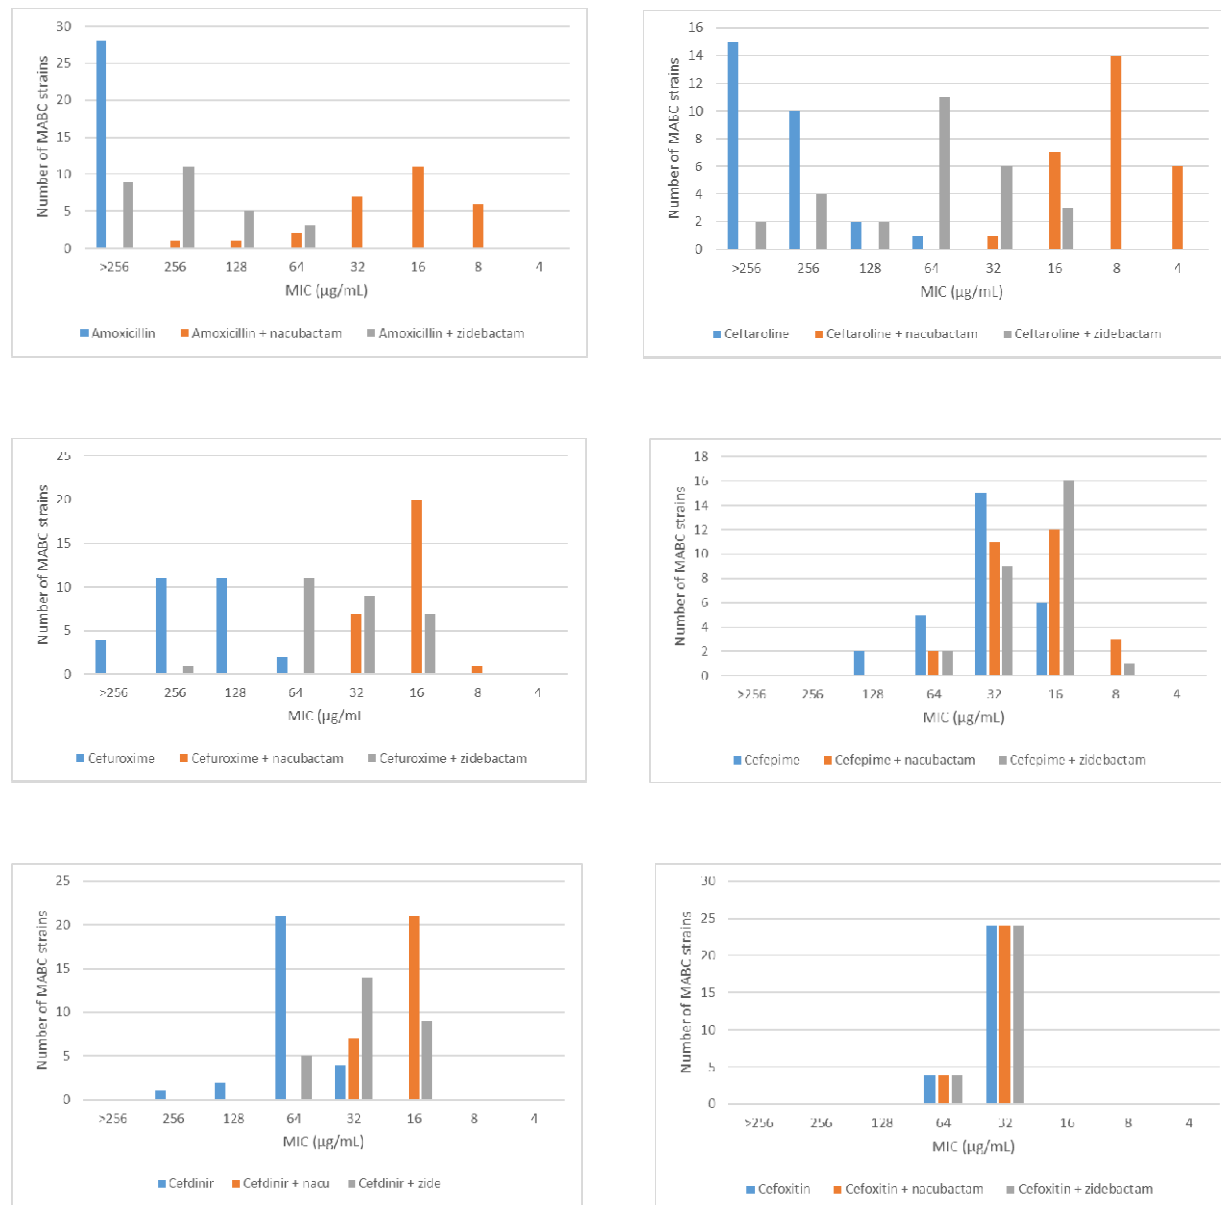 30
25
20
15
10
5
0
Number of MABC strains
>256 256 128 64 32 16 8 4
MIC (µg/mL)
Amoxicillin Amoxicillin + nacubactam Amoxicillin + zidebactam
16
14
12
10
8
6
4
2
0
Number of MABC strains
>256 256 128 64 32 16 8 4
MIC (µg/mL)
Ceftaroline Ceftaroline + nacubactam Ceftaroline + zidebactam
25
20
15
10
5
0
Number of MABC strains
>256 256 128 64 32 16 8 4
MIC (µg/mL
Cefuroxime Cefuroxime + nacubactam Cefuroxime + zidebactam
18
16
14
12
10
8
6
4
2
0
Number of MABC strains
>256 256 128 64 32 16 8 4
MIC (µg/mL)
Cefepime Cefepime + nacubactam Cefepime + zidebactam
25
20
15
10
5
0
Number of MABC strains
>256 256 128 64 32 16 8 4
MIC (µg/mL)
Cefdinir Cefdinir + nacu Cefdinir + zide
30
25
20
15
10
5
0
Number of MABC strains
>256 256 128 64 32 16 8 4
MIC (µg/mL)
Cefoxitin Cefoxitin + nacubactam Cefoxitin + zidebactam